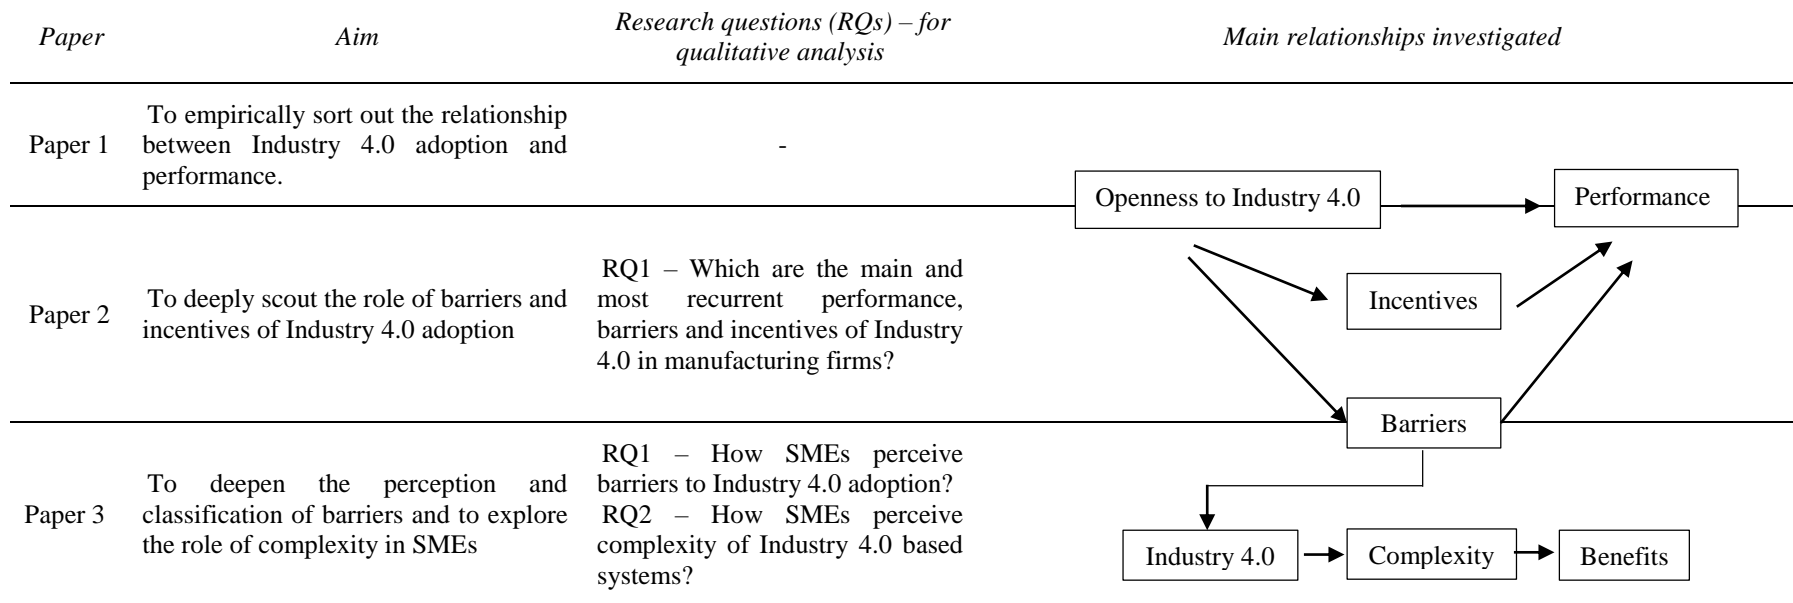 Paper
Aim
Research questions (RQs) – for
qualitative analysis
Main relationships investigated
Paper 1
To empirically sort out the relationship
between Industry 4.0 adoption and
performance.
-
Openness to Industry 4.0
Performance
Paper 2
To deeply scout the role of barriers and
incentives of Industry 4.0 adoption
RQ1 – Which are the main and
most recurrent performance,
barriers and incentives of Industry
4.0 in manufacturing firms?
Incentives
Barriers
Paper 3
To deepen the perception and
classification of barriers and to explore
the role of complexity in SMEs
RQ1 – How SMEs perceive
barriers to Industry 4.0 adoption?
RQ2 – How SMEs perceive
complexity of Industry 4.0 based
systems?
Industry 4.0
Complexity
Benefits